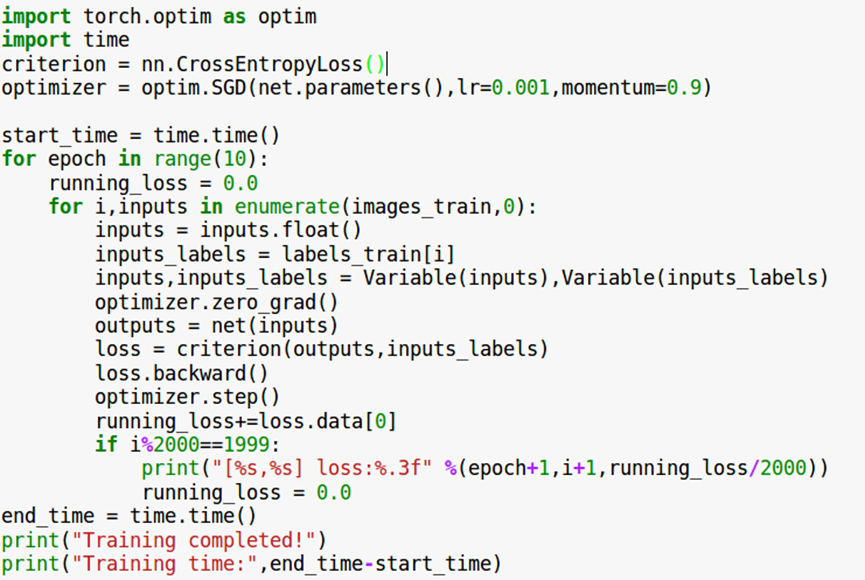 import torch.optim as optim
import time
criterion = nn.CrossEntropyLoss()
optimizer = optim.SGD(net.parameters(),lr=0.001,momentum=0.9)

start_time = time.time()
for epoch in range(10):
    running_loss = 0.0
    for i,inputs in enumerate(images_train,0):
        inputs = inputs.float()
        inputs_labels = labels_train[i]
        inputs,inputs_labels = Variable(inputs),Variable(inputs_labels)
        optimizer.zero_grad()
        outputs = net(inputs)
        loss = criterion(outputs,inputs_labels)
        loss.backward()
        optimizer.step()
        running_loss+=loss.data[0]
        if i%2000==1999:
            print("[%s,%s] loss:%.3f" %(epoch+1,i+1,running_loss/2000))
            running_loss = 0.0
end_time = time.time()
print("Training completed!")
print("Training time:",end_time-start_time)